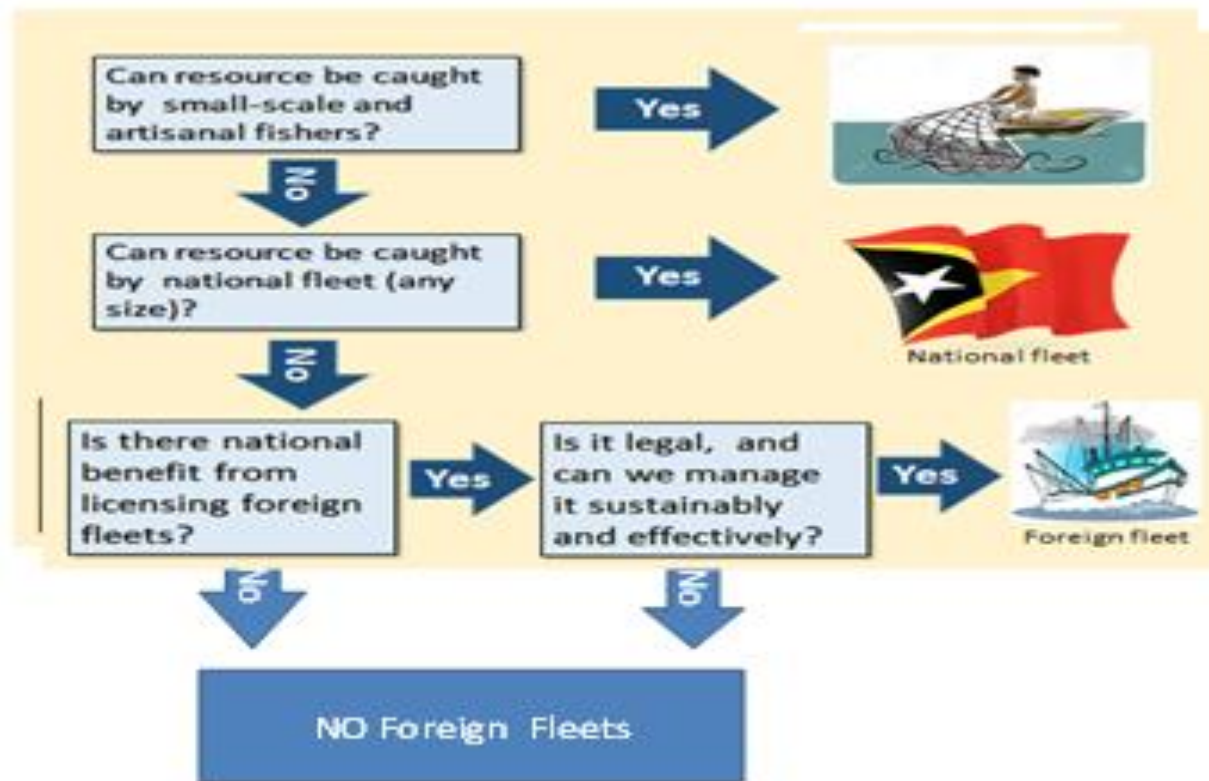 Can resource be caught
by small-scale and
artisanal fishers?
Yes
No
Can resource be caught
by national fleet (any
size)?
Yes
National fleet
No
Is there national
benefit from
licensing foreign
fleets?
Yes
Is it legal, and
can we manage
it sustainably
and effectively?
Yes
Foreign fleet
No
No
NO Foreign Fleets